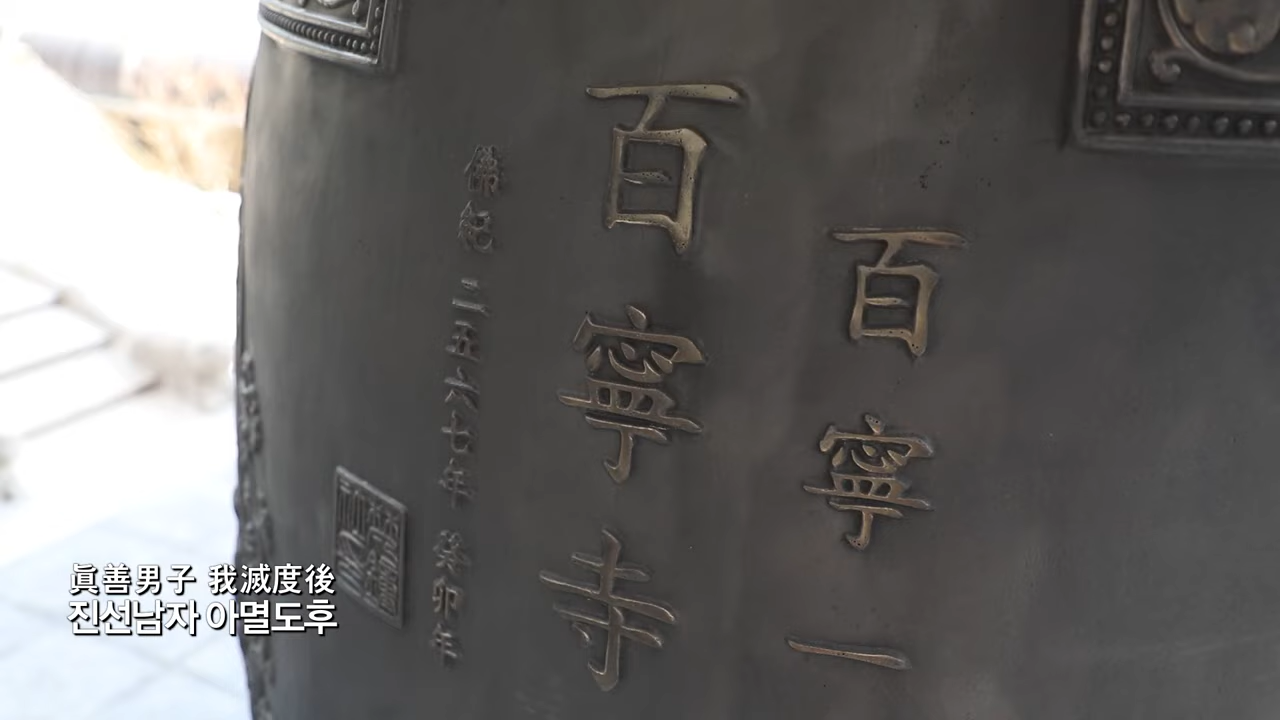 百寧一
百寧寺
佛紀 二五六七年 癸卯年
眞善男子 我滅度後
진선남자 아멸도후